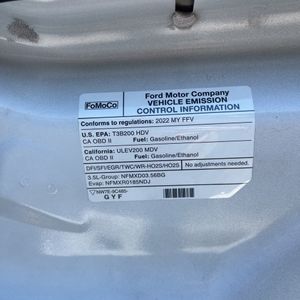 FoMoCo
Ford Motor Company
VEHICLE EMISSION
CONTROL INFORMATION
Conforms to regulations: 2022 MY FFV
U.S. EPA: T3B200 HDV
CA OBD II Fuel: Gasoline/Ethanol
California: ULEV200 MDV
CA OBD II Fuel: Gasoline/Ethanol
DFI/SFI/EGR/TWC/WR-HO2S/HO2S No adjustments needed.
3.5L-Group: NFMXD03.56BG
Evap: NFMXR0185NDJ
NW7E-9C485-
GYF